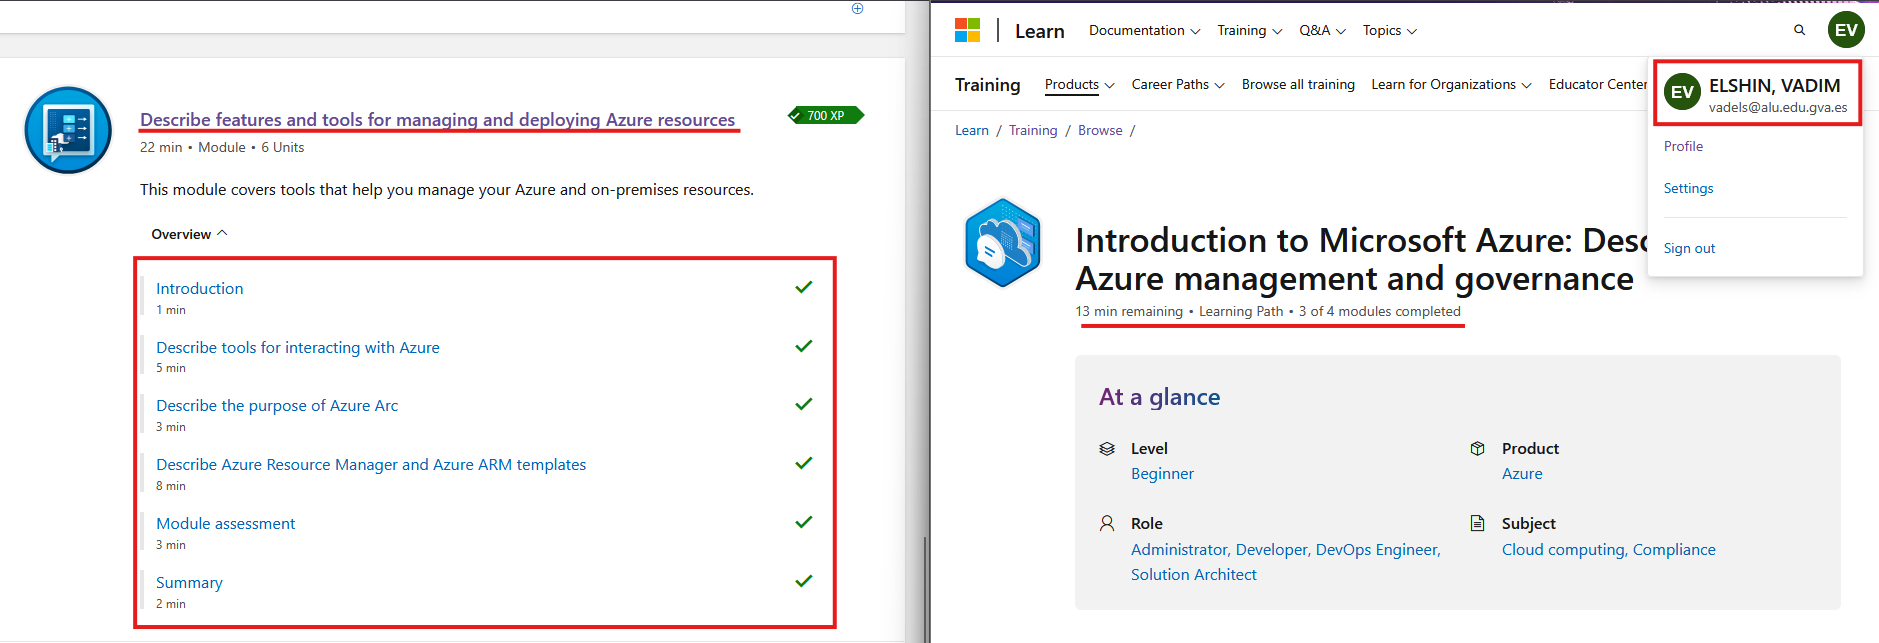 Describe features and tools for managing and deploying Azure resources
700 XP
22 min • Module • 6 Units
This module covers tools that help you manage your Azure and on-premises resources.
Overview
Introduction
1 min
Describe tools for interacting with Azure
5 min
Describe the purpose of Azure Arc
3 min
Describe Azure Resource Manager and Azure ARM templates
8 min
Module assessment
3 min
Summary
2 min
Learn Documentation Training Q&A Topics EV
Training Products Career Paths Browse all training Learn for Organizations Educator Center
EV ELSHIN, VADIM
vadels@alu.edu.gva.es
Profile
Settings
Sign out
Learn / Training / Browse /
Introduction to Microsoft Azure: Desc
Azure management and governance
13 min remaining • Learning Path • 3 of 4 modules completed
At a glance
Level
Beginner
Product
Azure
Role
Administrator, Developer, DevOps Engineer,
Solution Architect
Subject
Cloud computing, Compliance